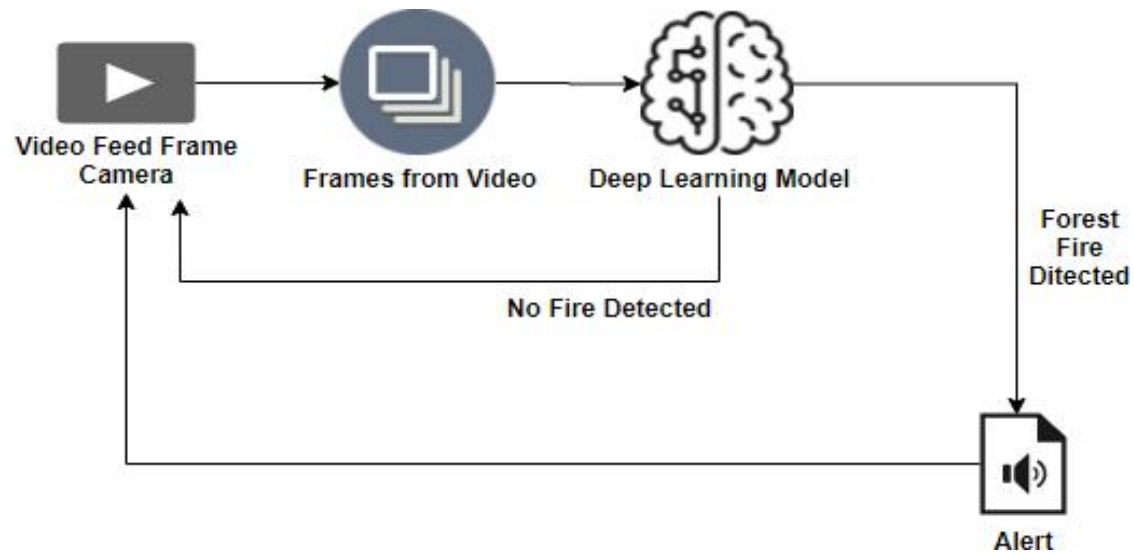 Video Feed Frame
Camera
Frames from Video
Deep Learning Model
Forest
Fire
Ditected
No Fire Detected
Alert